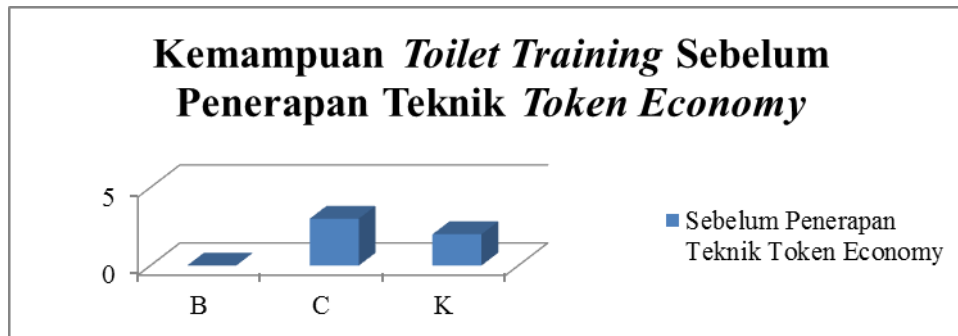 Kemampuan Toilet Training Sebelum
Penerapan Teknik Token Economy
5
0
B
C
K
Sebelum Penerapan
Teknik Token Economy